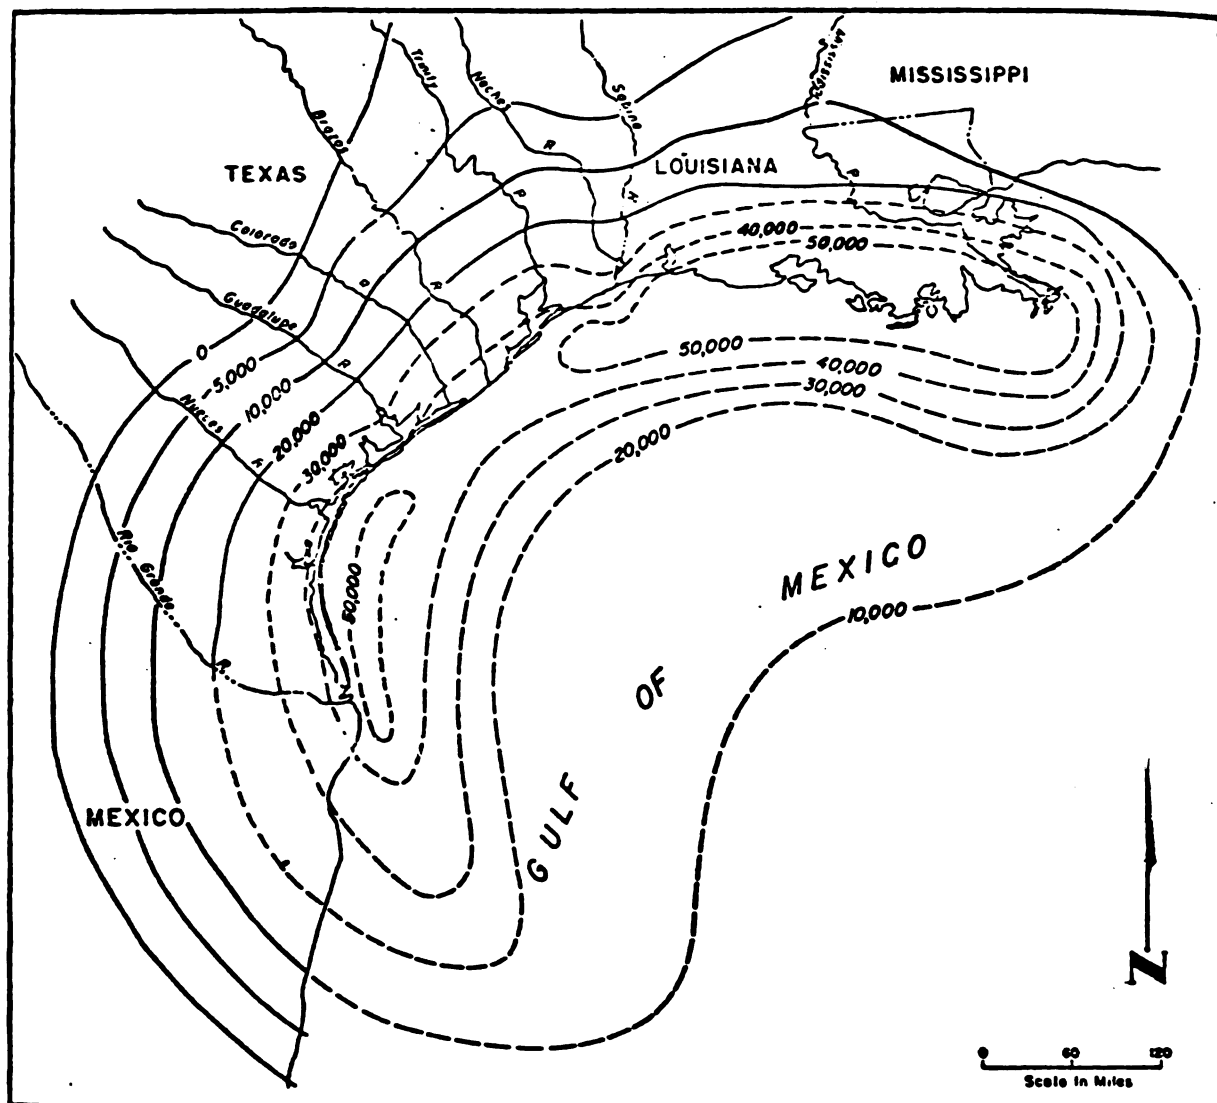 MISSISSIPPI
Mississippi
Trinity
Neches
Sabine
Brazos
R
TEXAS
LOUISIANA
R
R
R
Colorado
40,000
50,000
R
Guadalupe
O
5,000
50,000
R
40,000
10,000
30,000
Nueces
20,000
20,000
R
30,000
Rio
Grande
R
50,000
GULF
OF
MEXICO
10,000
MEXICO
N
0 60 120
Scale In Miles